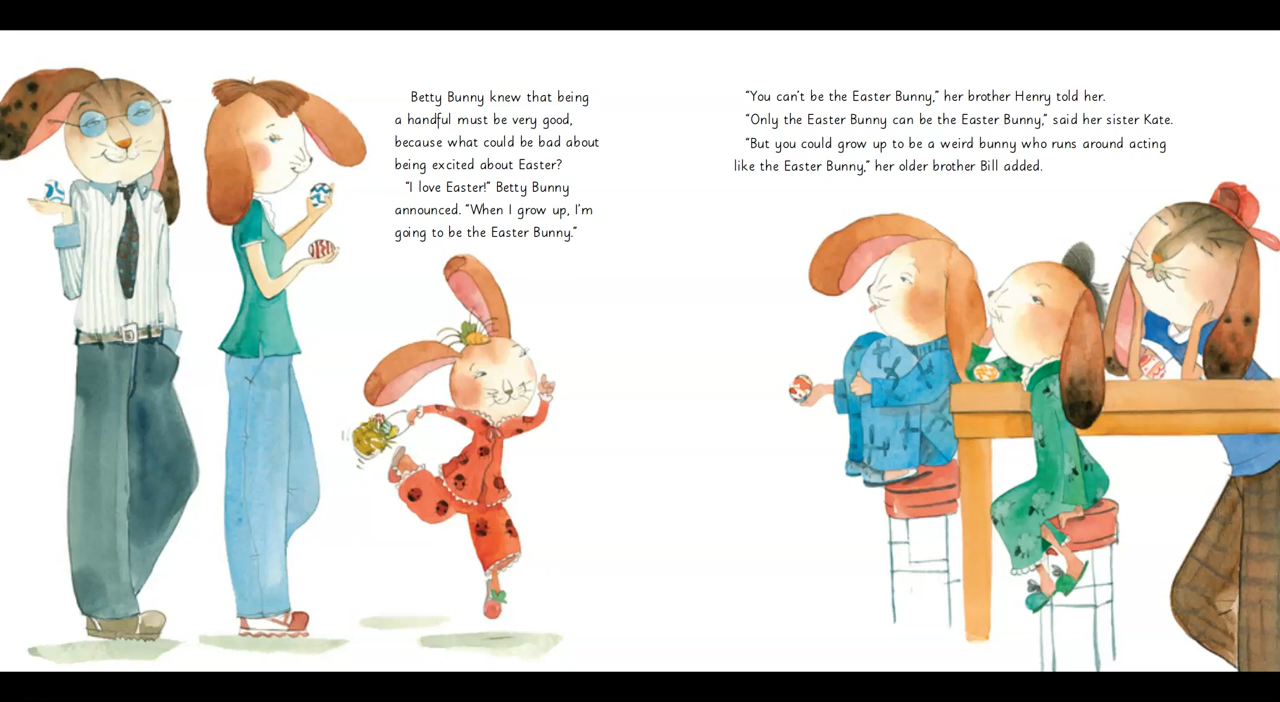 Betty Bunny knew that being
a handful must be very good,
because what could be bad about
being excited about Easter?
“I love Easter!” Betty Bunny
announced. “When I grow up, I’m
going to be the Easter Bunny.”
“You can’t be the Easter Bunny,” her brother Henry told her.
“Only the Easter Bunny can be the Easter Bunny,” said her sister Kate.
“But you could grow up to be a weird bunny who runs around acting
like the Easter Bunny,” her older brother Bill added.